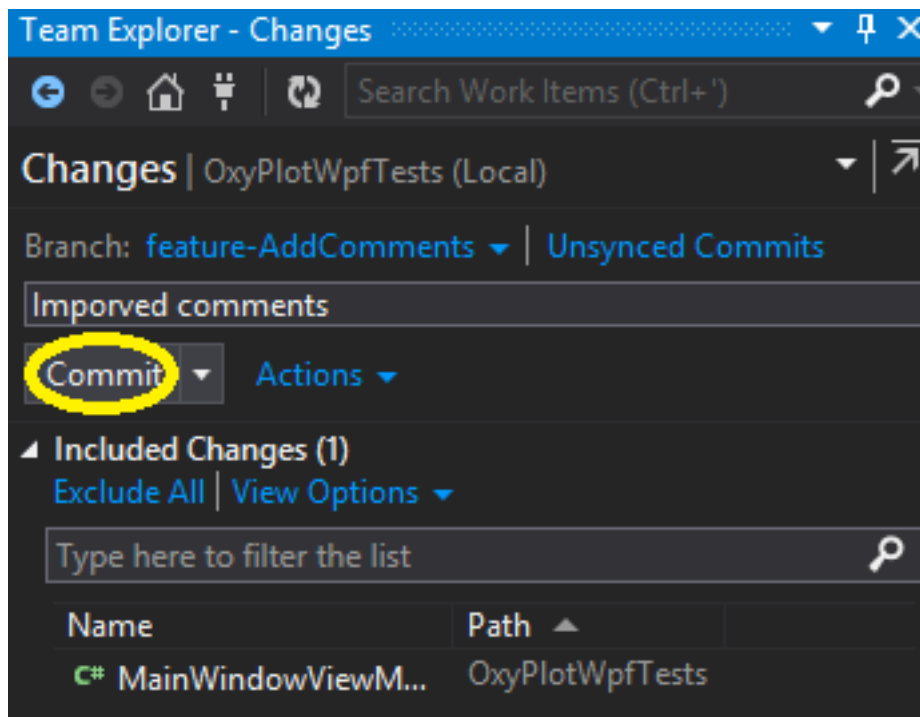 Team Explorer - Changes
Search Work Items (Ctrl+')
Changes | OxyPlotWpfTests (Local)
Branch: feature-AddComments | Unsynced Commits
Imporved comments
Commit Actions
Included Changes (1)
Exclude All | View Options
Type here to filter the list
Name Path
C# MainWindowViewM... OxyPlotWpfTests